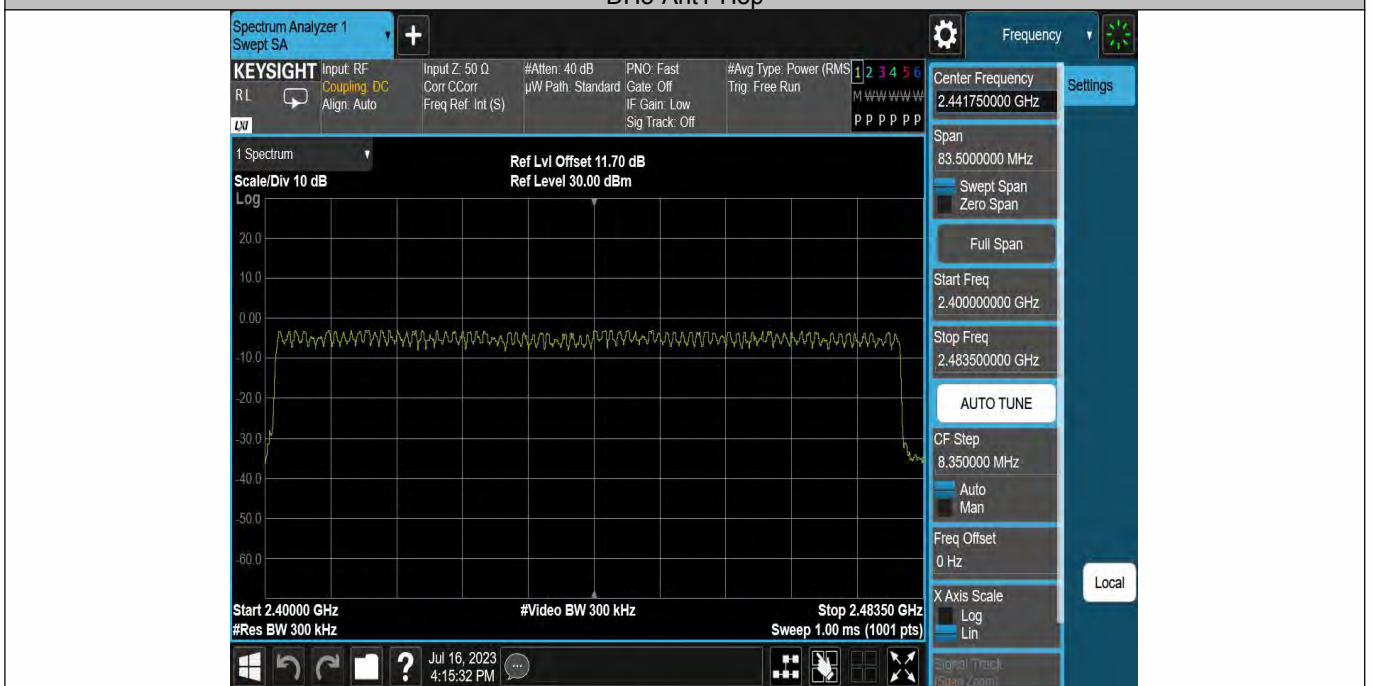 Spectrum Analyzer 1
Swept SA
+
Frequency
KEYSIGHT
RL
LXI
Input: RF
Coupling: DC
Align: Auto
Input Z: 50 Ω
Corr CCorr
Freq Ref: Int (S)
#Atten: 40 dB
µW Path: Standard
PNO: Fast
Gate: Off
IF Gain: Low
Sig Track: Off
#Avg Type: Power (RMS
Trig: Free Run
1 2 3 4 5 6
M W W W W W
P P P P P P
Center Frequency
2.441750000 GHz
Settings
Span
83.5000000 MHz
Swept Span
Zero Span
Full Span
Start Freq
2.400000000 GHz
Stop Freq
2.483500000 GHz
AUTO TUNE
CF Step
8.350000 MHz
Auto
Man
Freq Offset
0 Hz
X Axis Scale
Log
Lin
Signal Track
(Span Zoom)
Local
1 Spectrum
Scale/Div 10 dB
Log
Ref Lvl Offset 11.70 dB
Ref Level 30.00 dBm
20.0
10.0
0.00
-10.0
-20.0
-30.0
-40.0
-50.0
-60.0
Start 2.40000 GHz
#Res BW 300 kHz
#Video BW 300 kHz
Stop 2.48350 GHz
Sweep 1.00 ms (1001 pts)
?
Jul 16, 2023
4:15:32 PM